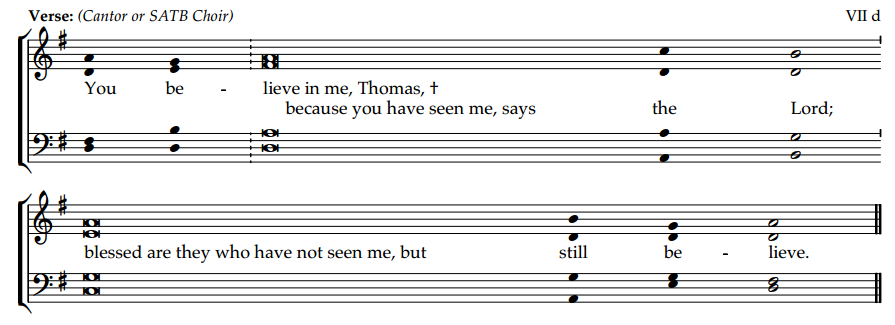 Verse: (Cantor or SATB Choir) VII d
You be - lieve in me, Thomas, †
because you have seen me, says the Lord;
blessed are they who have not seen me, but still be - lieve.